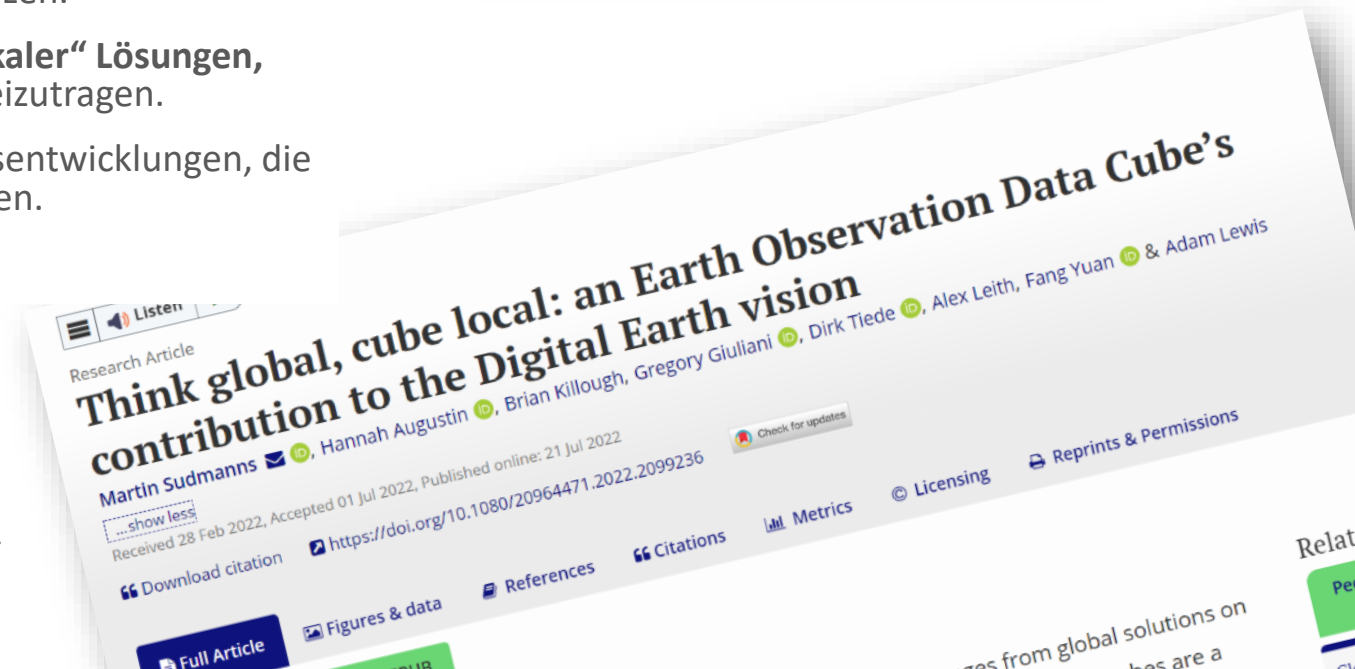 kaler“ Lösungen,
eizutragen.
sentwicklungen, die
en.
Listen
Research Article
Think global, cube local: an Earth Observation Data Cube’s
contribution to the Digital Earth vision
Martin Sudmanns, Hannah Augustin, Brian Killough, Gregory Giuliani, Dirk Tiede, Alex Leith, Fang Yuan & Adam Lewis
...show less
Received 28 Feb 2022, Accepted 01 Jul 2022, Published online: 21 Jul 2022
Download citation https://doi.org/10.1080/20964471.2022.2099236 Check for updates
Full Article Figures & data References Citations Metrics © Licensing Reprints & Permissions
Relat
from global solutions on
are a